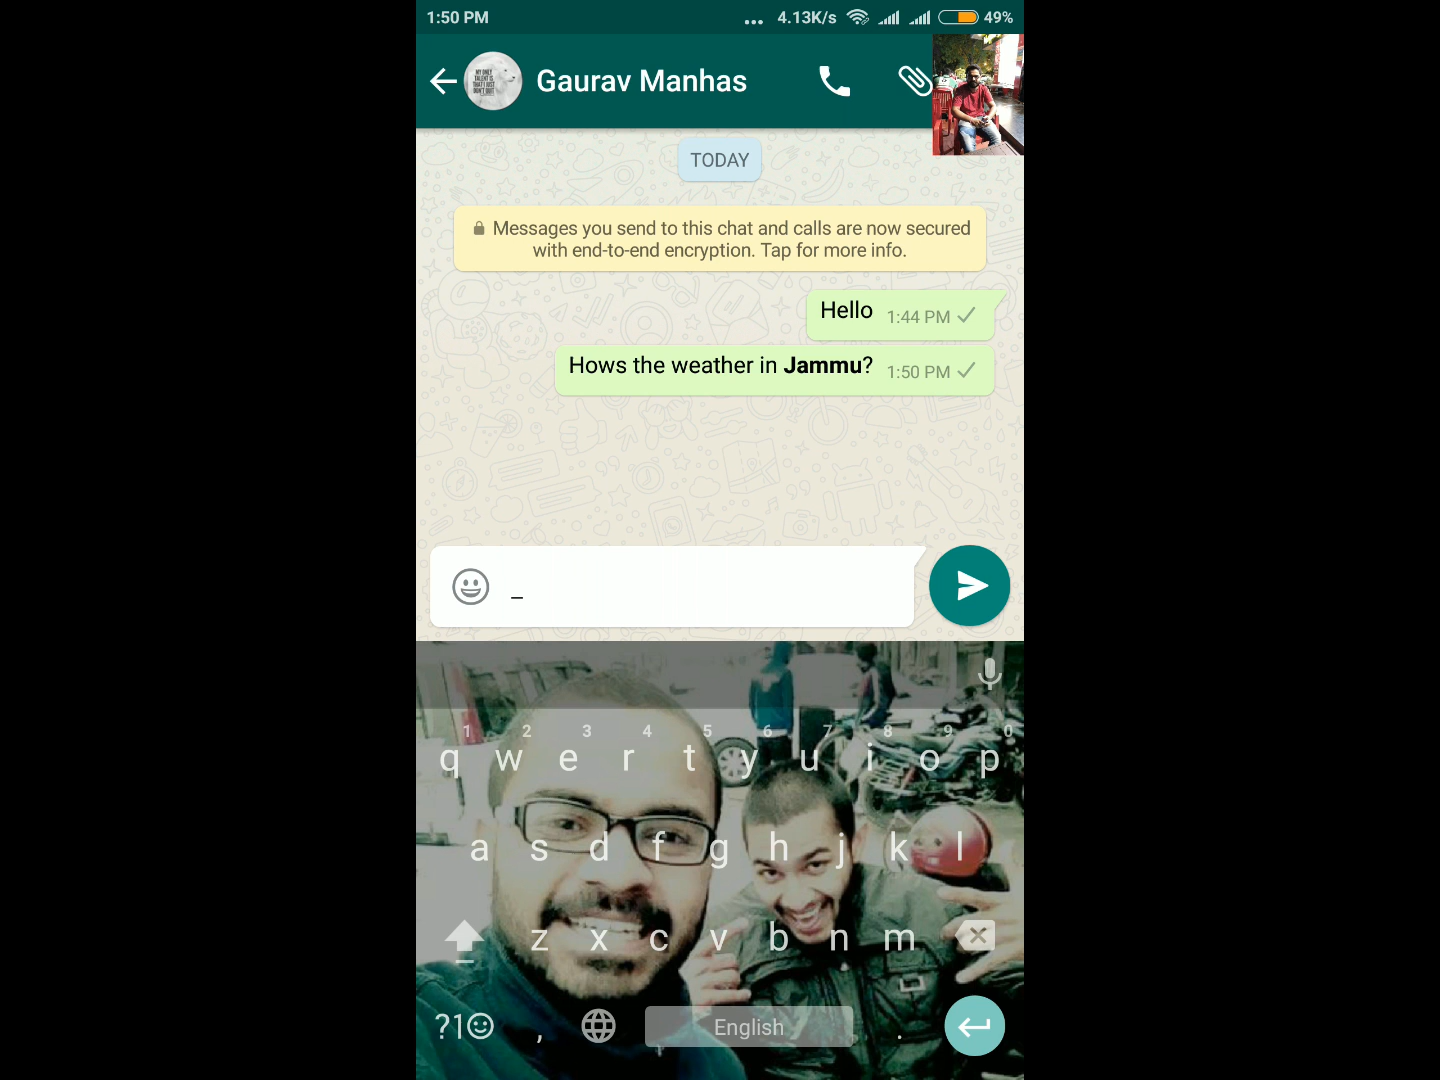 1:50 PM ... 4.13K/s 49%
Gaurav Manhas
TODAY
Messages you send to this chat and calls are now secured
with end-to-end encryption. Tap for more info.
Hello 1:44 PM
Hows the weather in Jammu? 1:50 PM
_
1 2 3 4 5 6 7 8 9 0
q w e r t y u i o p
a s d f g h j k l
z x c v b n m
?1 , English .